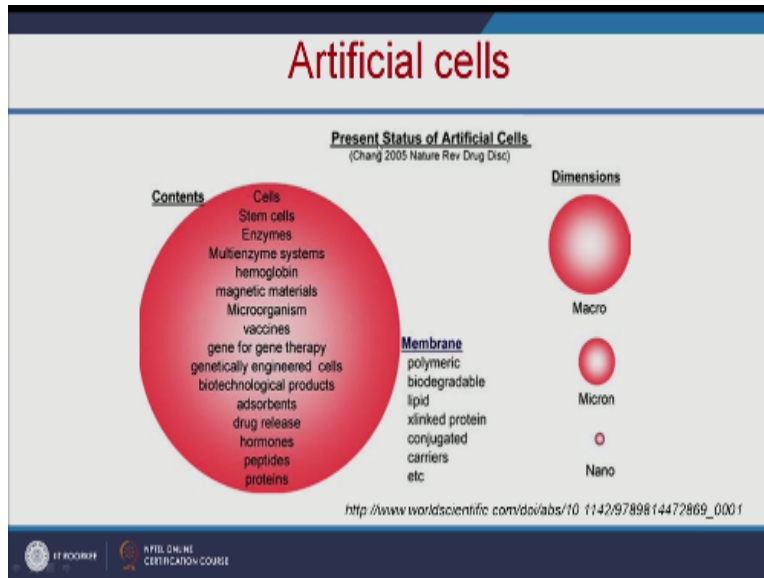 Artificial cells
Present Status of Artificial Cells
(Chang 2005 Nature Rev Drug Disc)
Contents
Cells
Stem cells
Enzymes
Multienzyme systems
hemoglobin
magnetic materials
Microorganism
vaccines
gene for gene therapy
genetically engineered cells
biotechnological products
adsorbents
drug release
hormones
peptides
proteins
Membrane
polymeric
biodegradable
lipid
xlinked protein
conjugated
carriers
etc
Dimensions
Macro
Micron
Nano
http://www.worldscientific.com/doi/abs/10.1142/9789814472869_0001
IIT ROORKEE
NPTEL ONLINE
CERTIFICATION COURSE